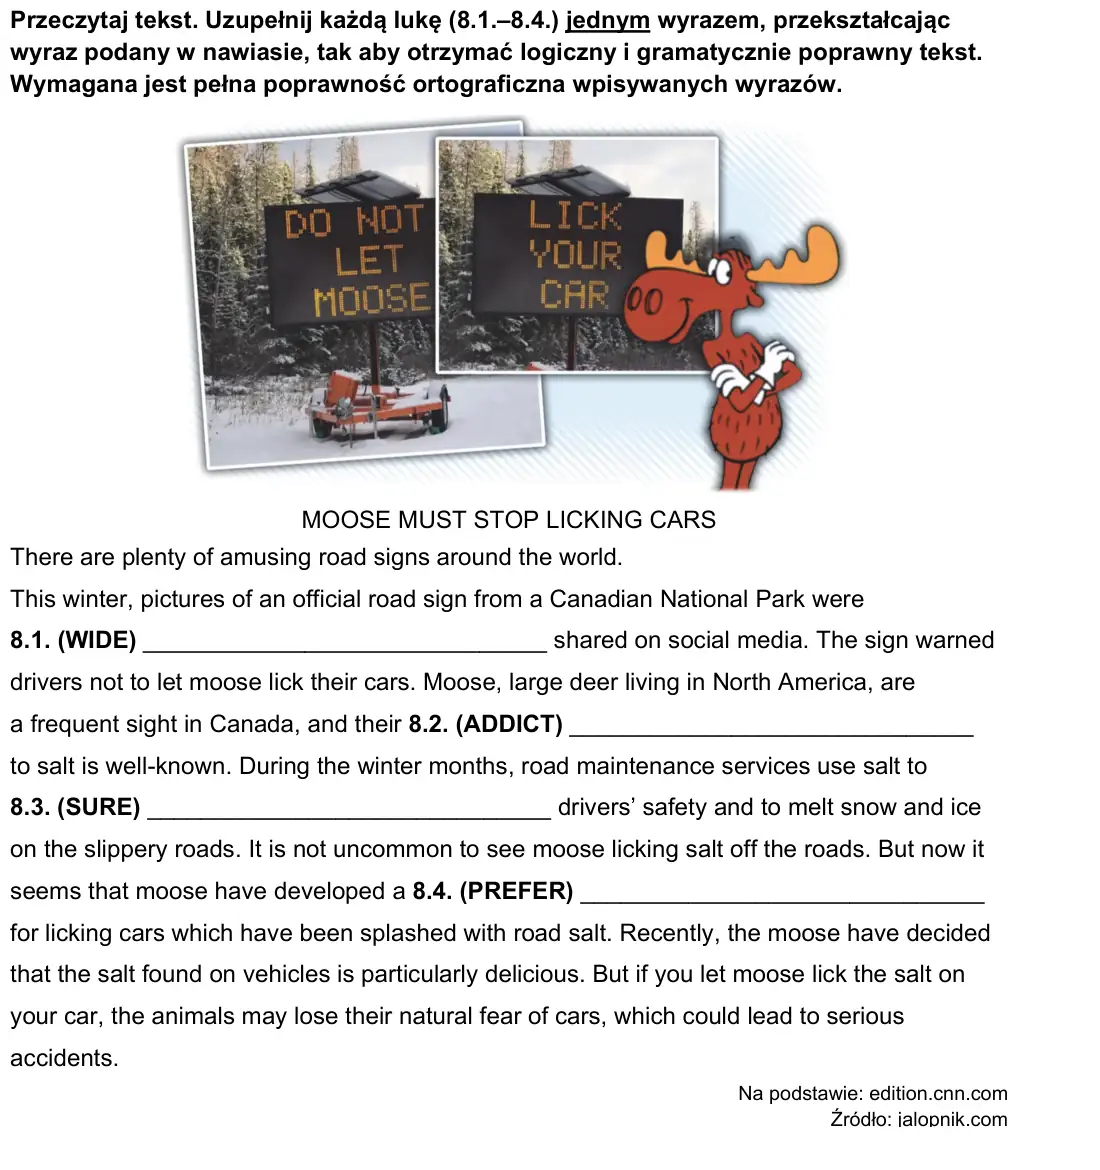 Przeczytaj tekst. Uzupełnij każdą lukę (8.1.–8.4.) jednym wyrazem, przekształcając
wyraz podany w nawiasie, tak aby otrzymać logiczny i gramatycznie poprawny tekst.
Wymagana jest pełna poprawność ortograficzna wpisywanych wyrazów.
DO NOT
LET
MOOSE
LICK
YOUR
CAR
MOOSE MUST STOP LICKING CARS
There are plenty of amusing road signs around the world.
This winter, pictures of an official road sign from a Canadian National Park were
8.1. (WIDE) ______________________________ shared on social media. The sign warned
drivers not to let moose lick their cars. Moose, large deer living in North America, are
a frequent sight in Canada, and their 8.2. (ADDICT) ______________________________
to salt is well-known. During the winter months, road maintenance services use salt to
8.3. (SURE) ______________________________ drivers’ safety and to melt snow and ice
on the slippery roads. It is not uncommon to see moose licking salt off the roads. But now it
seems that moose have developed a 8.4. (PREFER) ______________________________
for licking cars which have been splashed with road salt. Recently, the moose have decided
that the salt found on vehicles is particularly delicious. But if you let moose lick the salt on
your car, the animals may lose their natural fear of cars, which could lead to serious
accidents.
Na podstawie: edition.cnn.com
Źródło: jalopnik.com